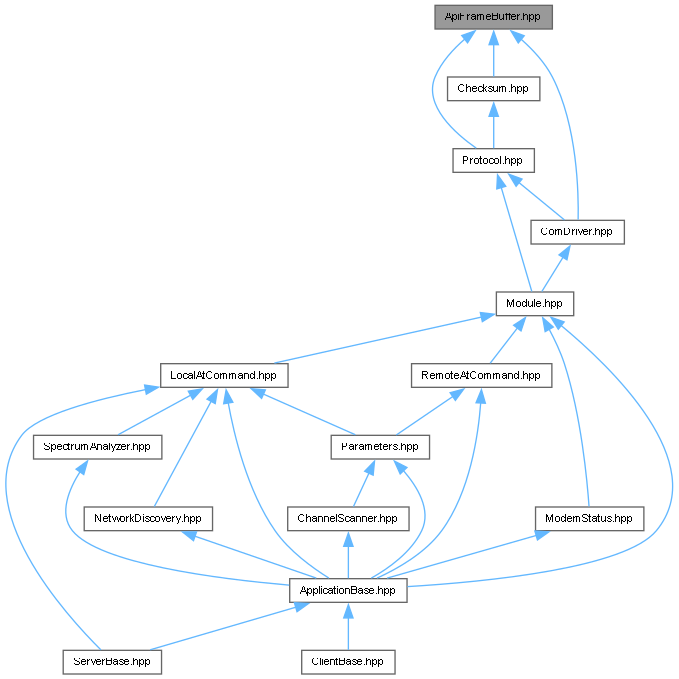 ApiFrameBuffer.hpp
Checksum.hpp
Protocol.hpp
ComDriver.hpp
Module.hpp
LocalAtCommand.hpp
RemoteAtCommand.hpp
SpectrumAnalyzer.hpp
Parameters.hpp
NetworkDiscovery.hpp
ChannelScanner.hpp
ModemStatus.hpp
ApplicationBase.hpp
ServerBase.hpp
ClientBase.hpp